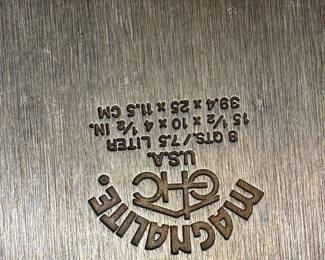 MAGNALITE®
GHC
U.S.A.
8 QTS./7.5 LITER
15 1/2 x 10 x 4 1/2 IN.
39.4 x 25 x 11.5 CM